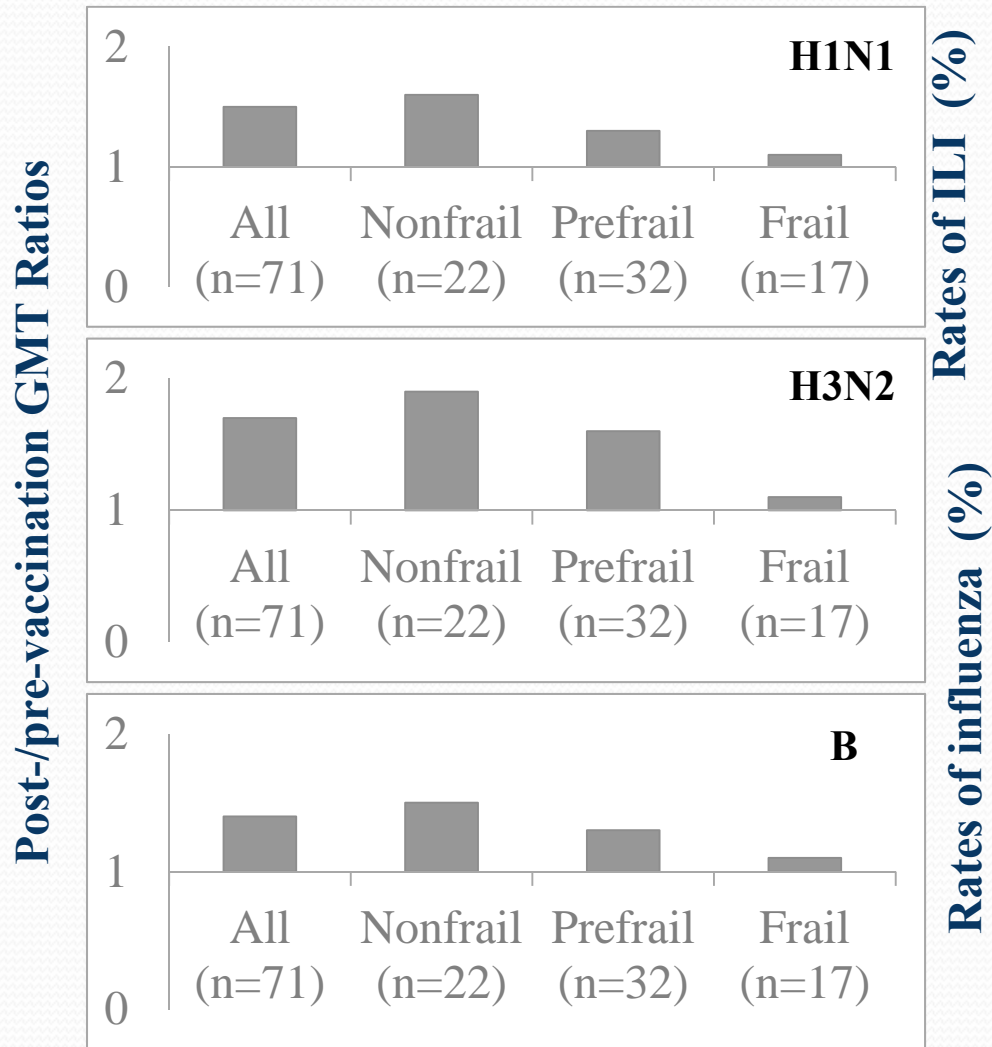 Post-/pre-vaccination GMT Ratios
H1N1
2
1
0
All Nonfrail Prefrail Frail
(n=71) (n=22) (n=32) (n=17)
H3N2
2
1
0
All Nonfrail Prefrail Frail
(n=71) (n=22) (n=32) (n=17)
B
2
1
0
All Nonfrail Prefrail Frail
(n=71) (n=22) (n=32) (n=17)
Rates of ILI (%)
Rates of influenza (%)